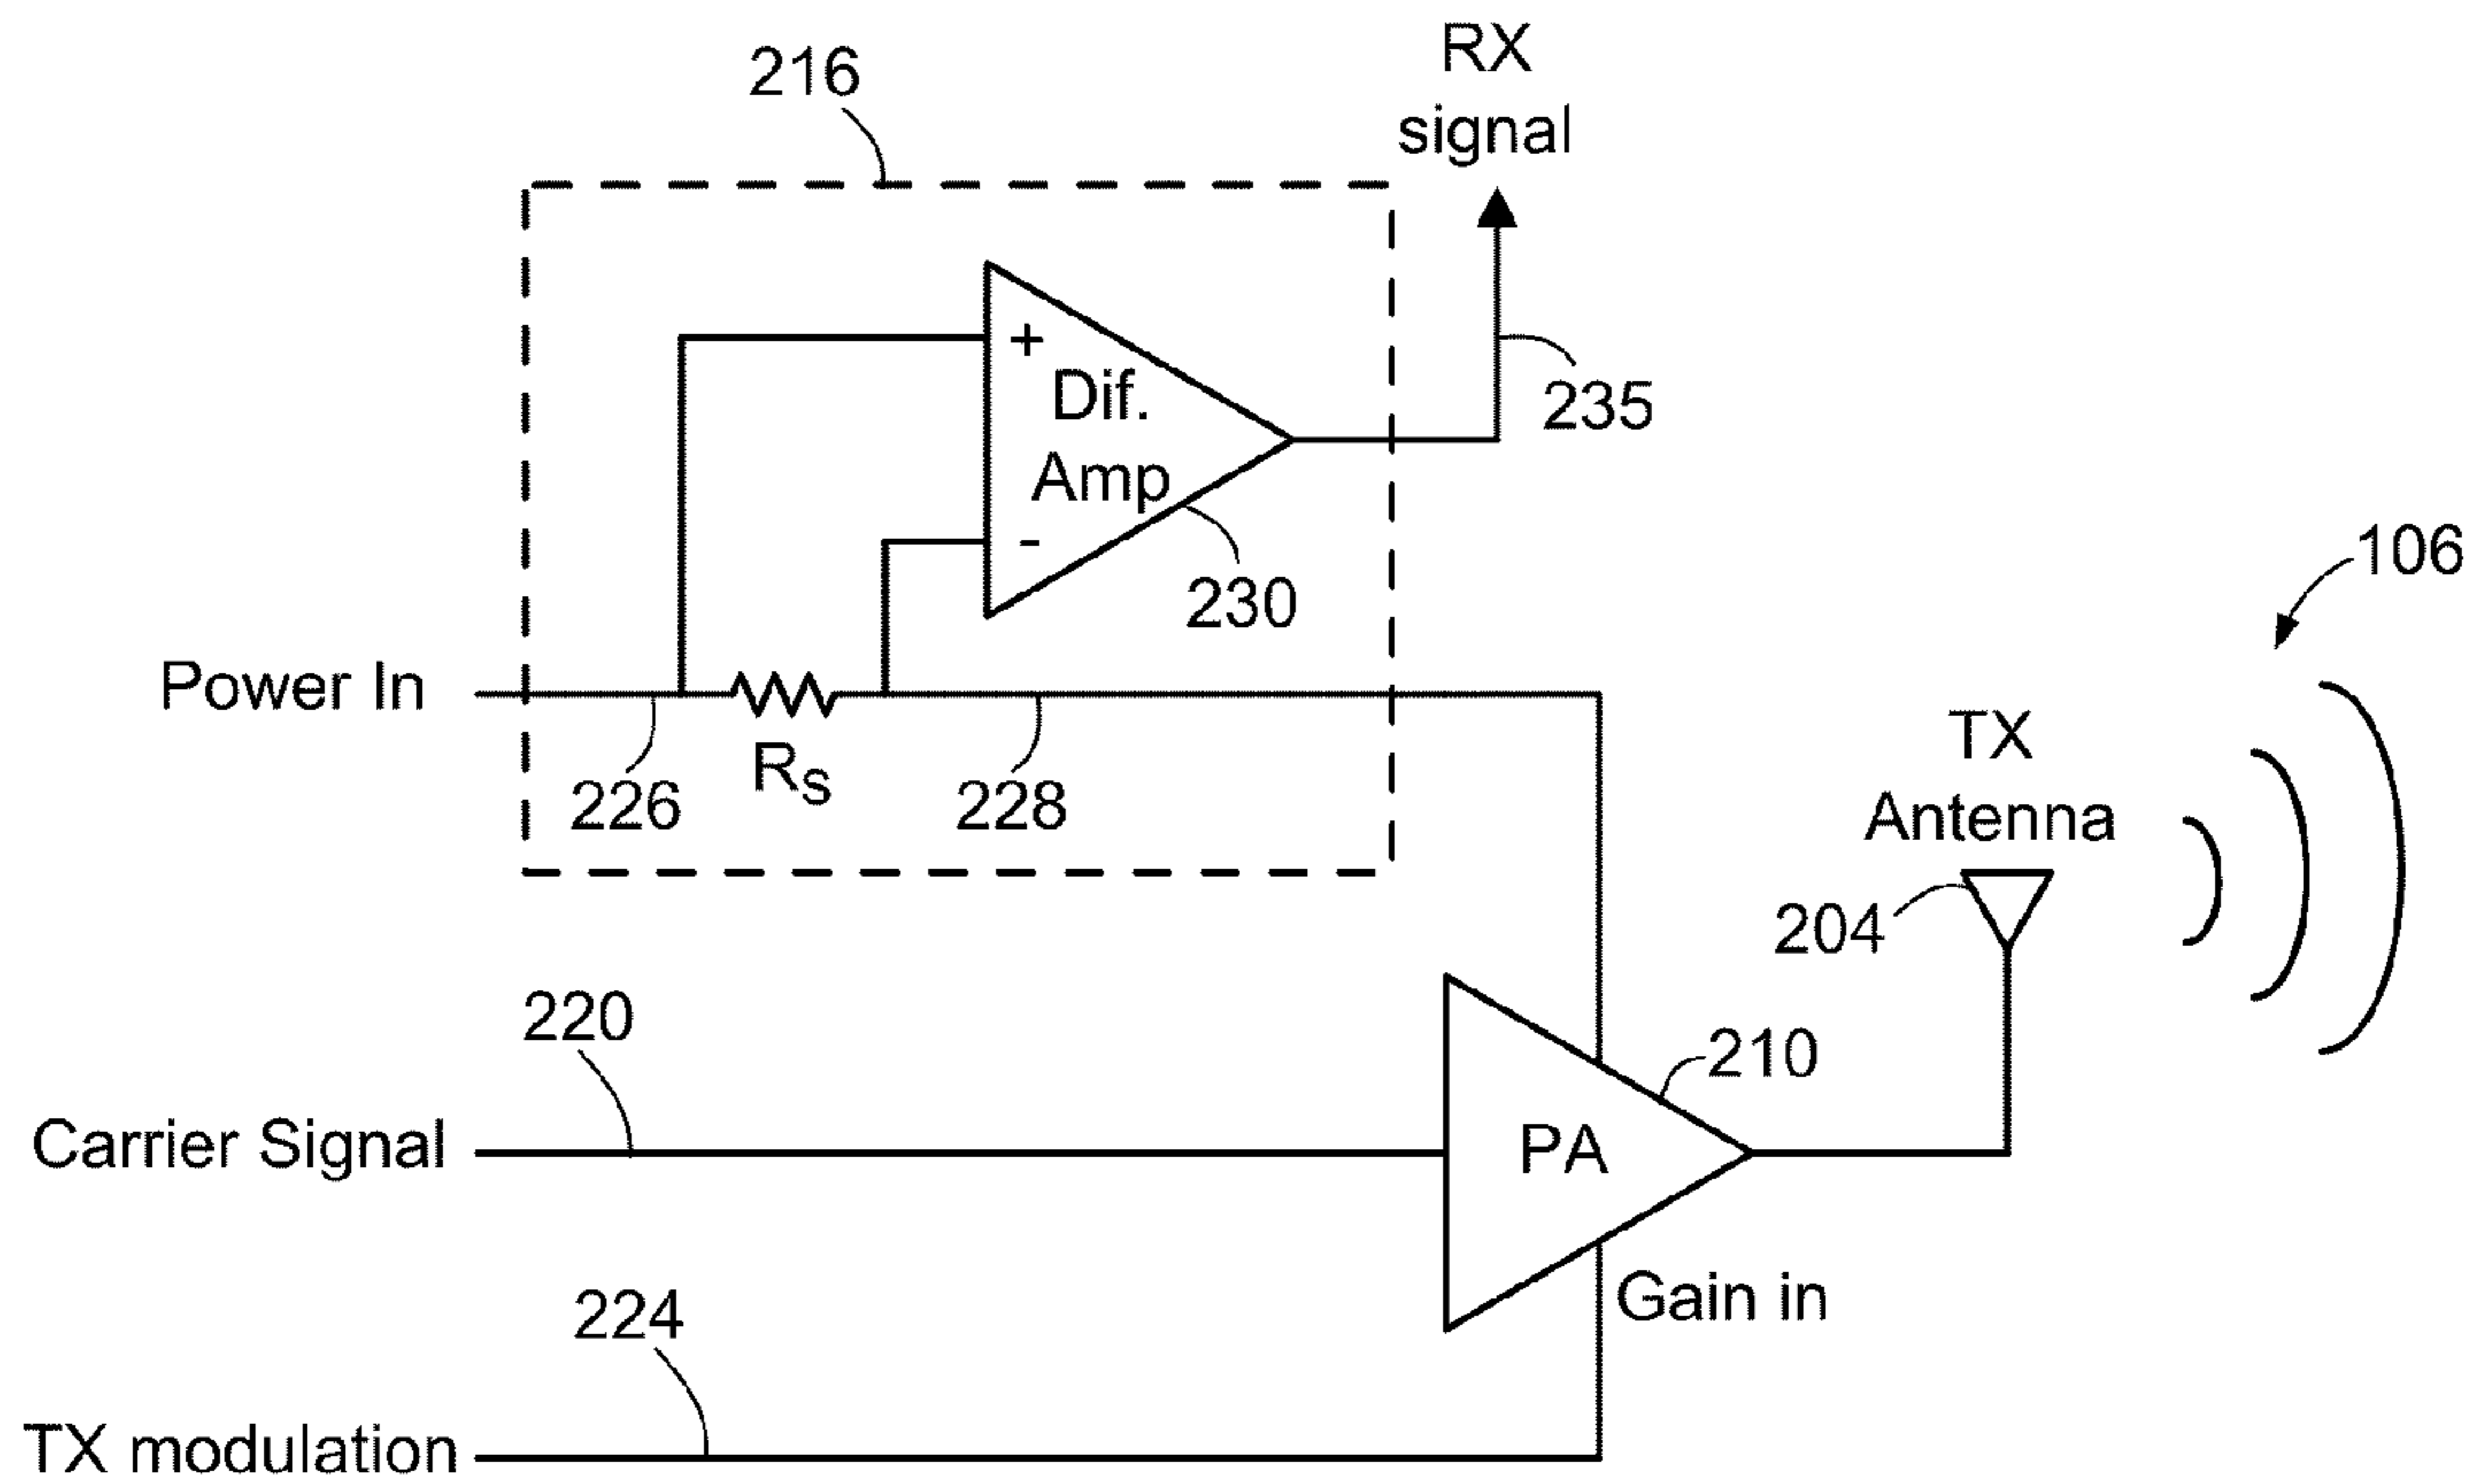 216
RX
signal
+
Dif.
Amp
-
235
230
106
Power In
226
Rs
228
TX
Antenna
204
220
210
Carrier Signal
PA
224
Gain in
TX modulation